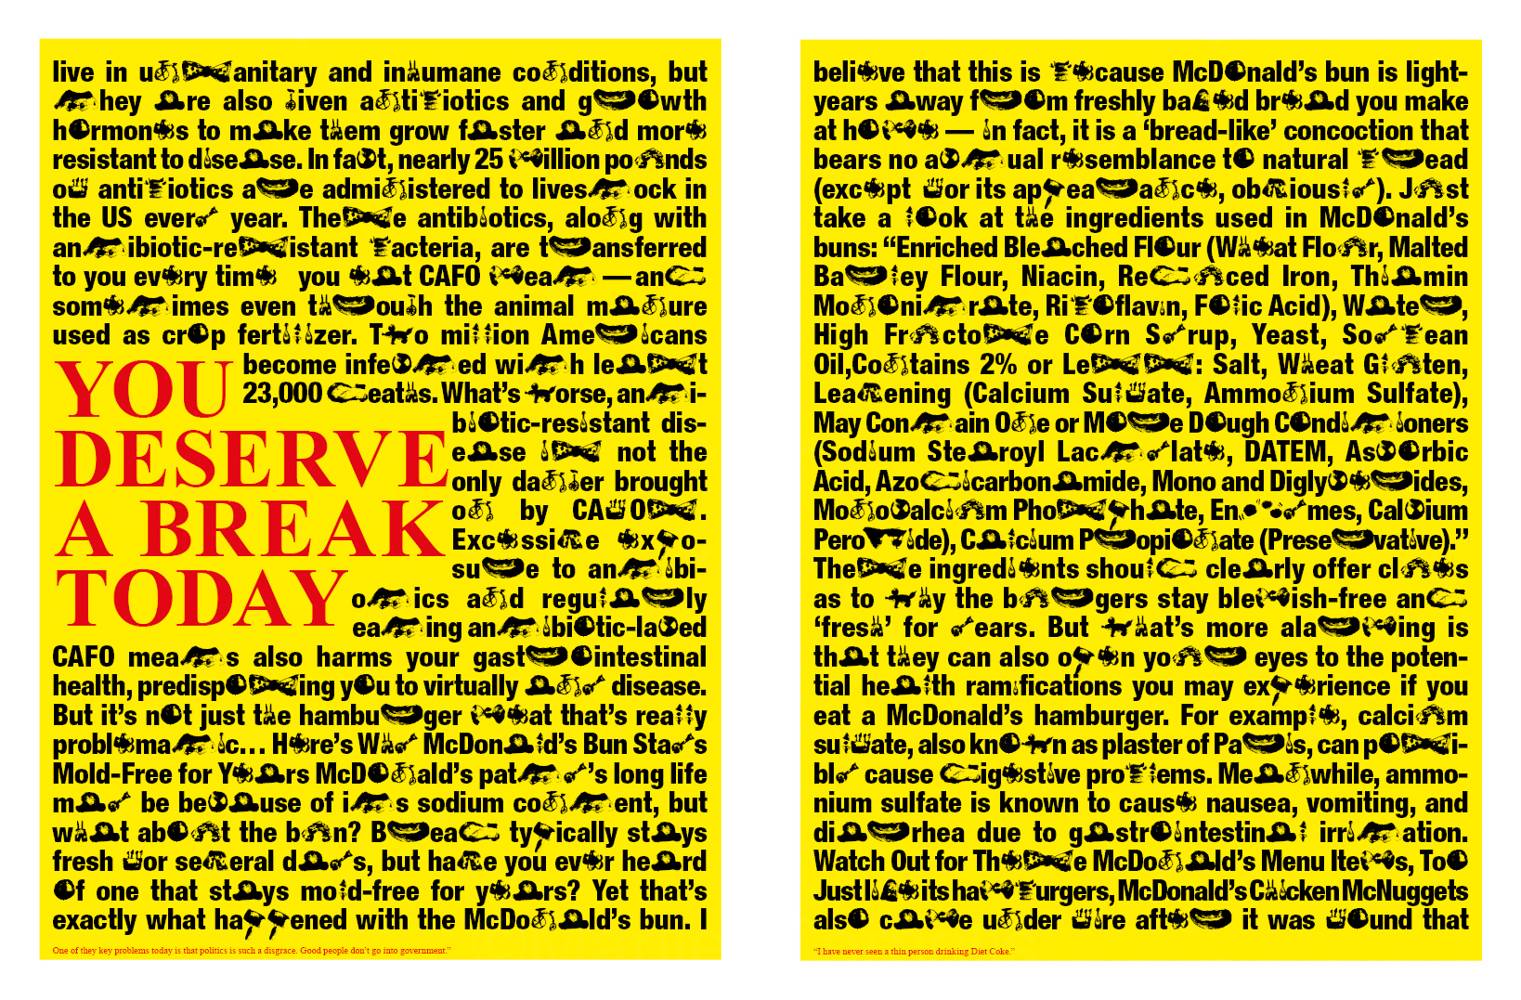 live in unsanitary and inhumane conditions, but
they are also given antibiotics and growth
hormones to make them grow faster and more
resistant to disease. In fact, nearly 25 million pounds
of antibiotics are administered to livestock in
the US every year. These antibiotics, along with
antibiotic-resistant bacteria, are transferred
to you every time you eat CAFO meat — and
sometimes even through the animal manure
used as crop fertilizer. Two million Americans
YOU
DESERVE
A BREAK
TODAY
become infected with least
23,000 deaths. What's worse, anti-
biotic-resistant dis-
ease is not the
only danger brought
on by CAFOs.
Excessive expo-
sure to antibi-
otics and regularly
eating antibiotic-laced
CAFO meats also harms your gastrointestinal
health, predisposing you to virtually any disease.
But it's not just the hamburger meat that's really
problematic… Here's Why McDonald's Bun Stays
Mold-Free for Years McDonald's patty's long life
may be because of its sodium content, but
what about the bun? Bread typically stays
fresh for several days, but have you ever heard
of one that stays mold-free for years? Yet that's
exactly what happened with the McDonald's bun. I
One of they key problems today is that politics is such a disgrace. Good people don't go into government."
believe that this is because McDonald's bun is light-
years away from freshly baked bread you make
at home — in fact, it is a 'bread-like' concoction that
bears no actual resemblance to natural bread
(except for its appearance, obviously). Just
take a look at the ingredients used in McDonald's
buns: "Enriched Bleached Flour (Wheat Flour, Malted
Barley Flour, Niacin, Reduced Iron, Thiamin
Mononitrate, Riboflavin, Folic Acid), Water,
High Fructose Corn Syrup, Yeast, Soybean
Oil,Contains 2% or Less: Salt, Wheat Gluten,
Leavening (Calcium Sulfate, Ammonium Sulfate),
May Contain One or More Dough Conditioners
(Sodium Stearoyl Lactylate, DATEM, Ascorbic
Acid, Azodicarbonamide, Mono and Diglycerides,
Monocalcium Phosphate, Enzymes, Calcium
Peroxide), Calcium Propionate (Preservative)."
These ingredients should clearly offer clues
as to why the burgers stay blemish-free and
'fresh' for years. But what's more alarming is
that they can also open your eyes to the poten-
tial health ramifications you may experience if you
eat a McDonald's hamburger. For example, calcium
sulfate, also known as plaster of Paris, can possi-
bly cause digestive problems. Meanwhile, ammo-
nium sulfate is known to cause nausea, vomiting, and
diarrhea due to gastrointestinal irritation.
Watch Out for These McDonald's Menu Items, Too
Just like its hamburgers, McDonald's Chicken McNuggets
also came under fire after it was found that
"I have never seen a thin person drinking Diet Coke."